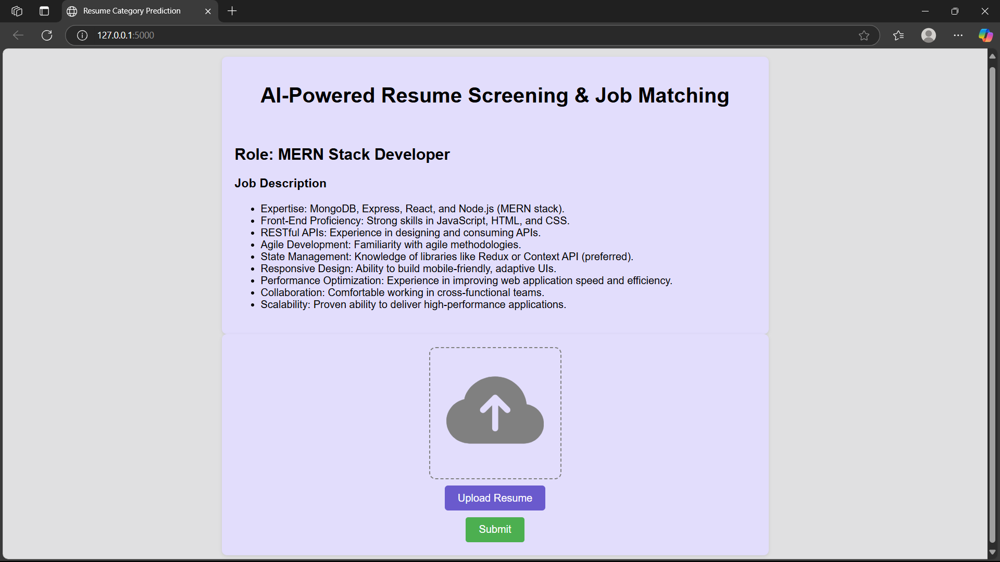 Resume Category Prediction
127.0.0.1:5000
AI-Powered Resume Screening & Job Matching
Role: MERN Stack Developer
Job Description
• Expertise: MongoDB, Express, React, and Node.js (MERN stack).
• Front-End Proficiency: Strong skills in JavaScript, HTML, and CSS.
• RESTful APIs: Experience in designing and consuming APIs.
• Agile Development: Familiarity with agile methodologies.
• State Management: Knowledge of libraries like Redux or Context API (preferred).
• Responsive Design: Ability to build mobile-friendly, adaptive UIs.
• Performance Optimization: Experience in improving web application speed and efficiency.
• Collaboration: Comfortable working in cross-functional teams.
• Scalability: Proven ability to deliver high-performance applications.
Upload Resume
Submit